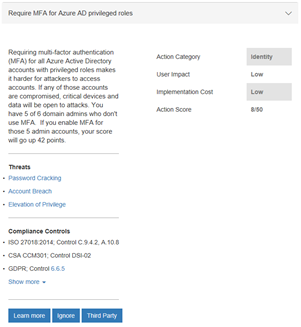 Require MFA for Azure AD privileged roles
Requiring multi-factor authentication
(MFA) for all Azure Active Directory
accounts with privileged roles makes
it harder for attackers to access
accounts. If any of those accounts
are compromised, critical devices and
data will be open to attacks. You
have 5 of 6 domain admins who don't
use MFA. If you enable MFA for
those 5 admin accounts, your score
will go up 42 points.
Action Category Identity
User Impact Low
Implementation Cost Low
Action Score 8/50
Threats
• Password Cracking
• Account Breach
• Elevation of Privilege
Compliance Controls
• ISO 27018:2014; Control C.9.4.2, A.10.8
• CSA CCM301; Control DSI-02
• GDPR; Control 6.6.5
Show more
Learn more Ignore Third Party